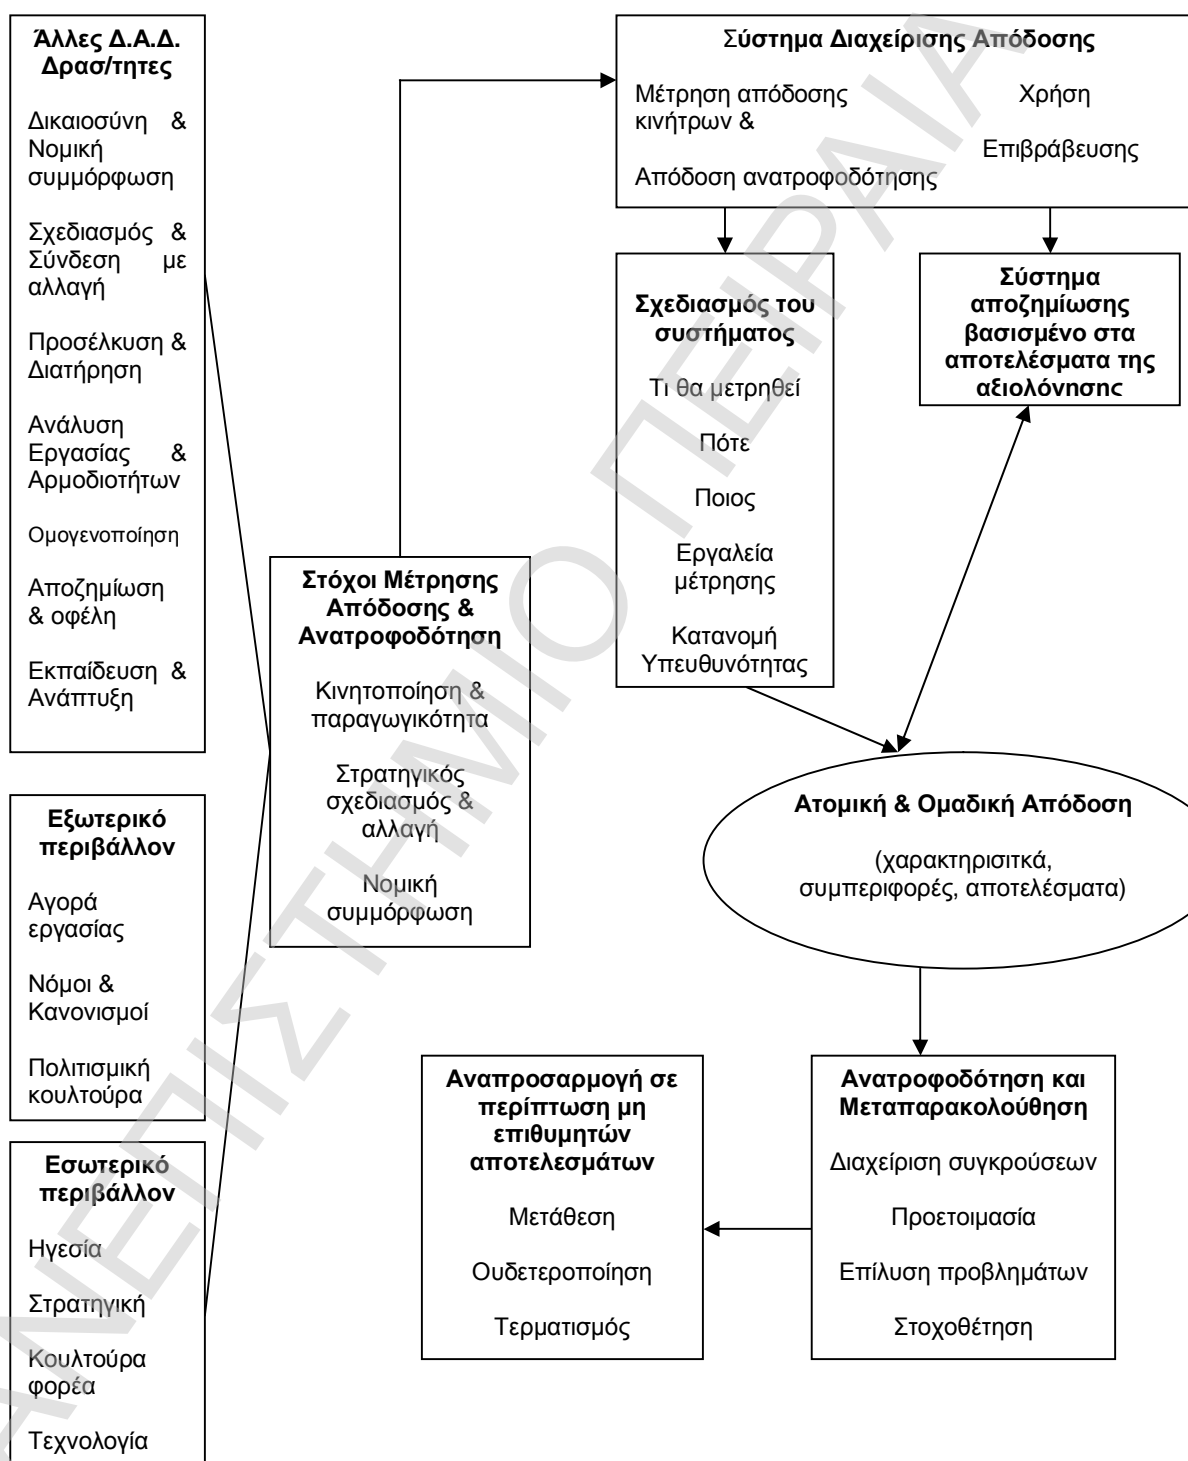 Άλλες Δ.Α.Δ.
Δρασ/τητες
Δικαιοσύνη &
Νομική
συμμόρφωση
Σχεδιασμός &
Σύνδεση με
αλλαγή
Προσέλκυση &
Διατήρηση
Ανάλυση
Εργασίας &
Αρμοδιοτήτων
Ομογενοποίηση
Αποζημίωση
& οφέλη
Εκπαίδευση &
Ανάπτυξη
Εξωτερικό
περιβάλλον
Αγορά
εργασίας
Νόμοι &
Κανονισμοί
Πολιτισμική
κουλτούρα
Εσωτερικό
περιβάλλον
Ηγεσία
Στρατηγική
Κουλτούρα
φορέα
Τεχνολογία
Στόχοι Μέτρησης
Απόδοσης &
Ανατροφοδότηση
Κινητοποίηση &
παραγωγικότητα
Στρατηγικός
σχεδιασμός &
αλλαγή
Νομική
συμμόρφωση
Σύστημα Διαχείρισης Απόδοσης
Μέτρηση απόδοσης Χρήση
κινήτρων &
Επιβράβευσης
Απόδοση ανατροφοδότησης
Σχεδιασμός του
συστήματος
Τι θα μετρηθεί
Πότε
Ποιος
Εργαλεία
μέτρησης
Κατανομή
Υπευθυνότητας
Σύστημα
αποζημίωσης
βασισμένο στα
αποτελέσματα της
αξιολόγησης
Ατομική & Ομαδική Απόδοση
(χαρακτηρισιτκά,
συμπεριφορές, αποτελέσματα)
Ανατροφοδότηση και
Μεταπαρακολούθηση
Διαχείριση συγκρούσεων
Προετοιμασία
Επίλυση προβλημάτων
Στοχοθέτηση
Αναπροσαρμογή σε
περίπτωση μη
επιθυμητών
αποτελεσμάτων
Μετάθεση
Ουδετεροποίηση
Τερματισμός
ΑΝΕΠΙΣΤΗΜΙΟ ΠΕΙΡΑΙΑ